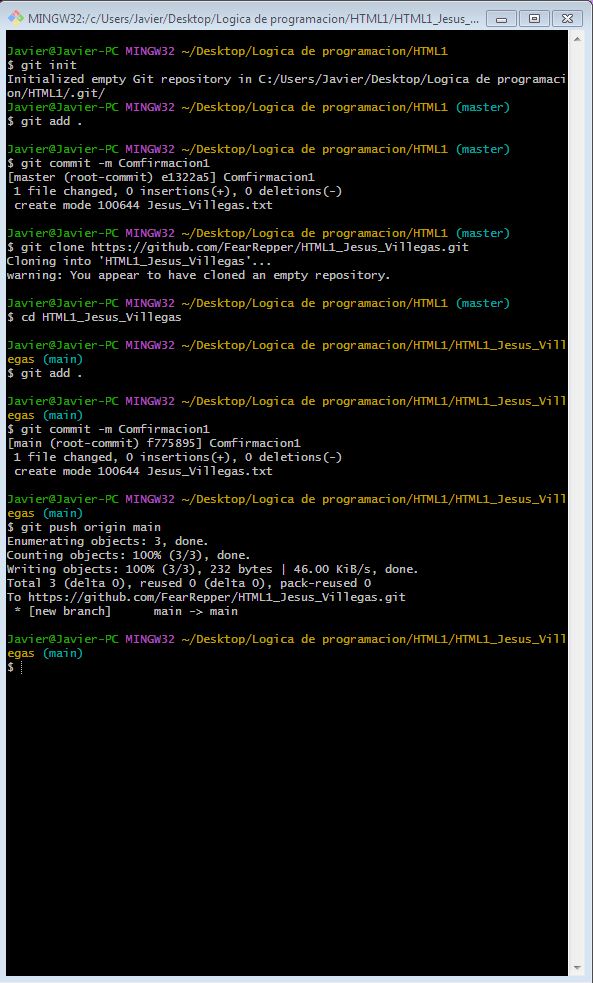 MINGW32:/c/Users/Javier/Desktop/Logica de programacion/HTML1/HTML1_Jesus_V...
Javier@Javier-PC MINGW32 ~/Desktop/Logica de programacion/HTML1
$ git init
Initialized empty Git repository in C:/Users/Javier/Desktop/Logica de programaci
on/HTML1/.git/
Javier@Javier-PC MINGW32 ~/Desktop/Logica de programacion/HTML1 (master)
$ git add .
Javier@Javier-PC MINGW32 ~/Desktop/Logica de programacion/HTML1 (master)
$ git commit -m Comfirmacion1
[master (root-commit) e1322a5] Comfirmacion1
 1 file changed, 0 insertions(+), 0 deletions(-)
 create mode 100644 Jesus_Villegas.txt
Javier@Javier-PC MINGW32 ~/Desktop/Logica de programacion/HTML1 (master)
$ git clone https://github.com/FearRepper/HTML1_Jesus_Villegas.git
Cloning into 'HTML1_Jesus_Villegas'...
warning: You appear to have cloned an empty repository.
Javier@Javier-PC MINGW32 ~/Desktop/Logica de programacion/HTML1 (master)
$ cd HTML1_Jesus_Villegas
Javier@Javier-PC MINGW32 ~/Desktop/Logica de programacion/HTML1/HTML1_Jesus_Vill
egas (main)
$ git add .
Javier@Javier-PC MINGW32 ~/Desktop/Logica de programacion/HTML1/HTML1_Jesus_Vill
egas (main)
$ git commit -m Comfirmacion1
[main (root-commit) f775895] Comfirmacion1
 1 file changed, 0 insertions(+), 0 deletions(-)
 create mode 100644 Jesus_Villegas.txt
Javier@Javier-PC MINGW32 ~/Desktop/Logica de programacion/HTML1/HTML1_Jesus_Vill
egas (main)
$ git push origin main
Enumerating objects: 3, done.
Counting objects: 100% (3/3), done.
Writing objects: 100% (3/3), 232 bytes | 46.00 KiB/s, done.
Total 3 (delta 0), reused 0 (delta 0), pack-reused 0
To https://github.com/FearRepper/HTML1_Jesus_Villegas.git
 * [new branch]      main -> main
Javier@Javier-PC MINGW32 ~/Desktop/Logica de programacion/HTML1/HTML1_Jesus_Vill
egas (main)
$